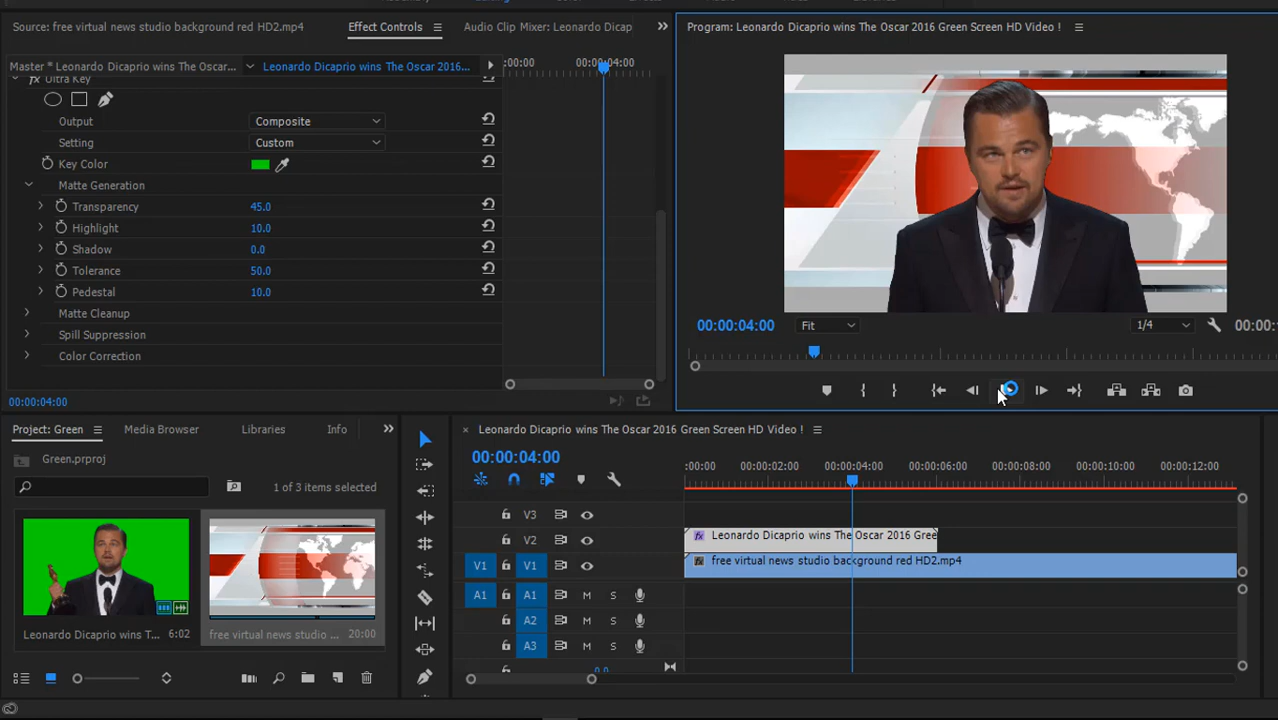 Source: free virtual news studio background red HD2.mp4
Effect Controls
Audio Clip Mixer: Leonardo Dicap
Master * Leonardo Dicaprio wins The Oscar...
Leonardo Dicaprio wins The Oscar 2016...
:00:00
00:00:04:00
Ultra Key
Output
Composite
Setting
Custom
Key Color
Matte Generation
Transparency
45.0
Highlight
10.0
Shadow
0.0
Tolerance
50.0
Pedestal
10.0
Matte Cleanup
Spill Suppression
Color Correction
00:00:04:00
Program: Leonardo Dicaprio wins The Oscar 2016 Green Screen HD Video !
00:00:04:00
Fit
1/4
00:00:
Project: Green
Media Browser
Libraries
Info
Green.prproj
1 of 3 items selected
Leonardo Dicaprio wins T...
6:02
free virtual news studio ...
20:00
Leonardo Dicaprio wins The Oscar 2016 Green Screen HD Video !
00:00:04:00
:00:00
00:00:02:00
00:00:04:00
00:00:06:00
00:00:08:00
00:00:10:00
00:00:12:00
V3
V2
fx Leonardo Dicaprio wins The Oscar 2016 Gree
V1
V1
fx free virtual news studio background red HD2.mp4
A1
A1
M
S
A2
M
S
A3
M
S
0.0